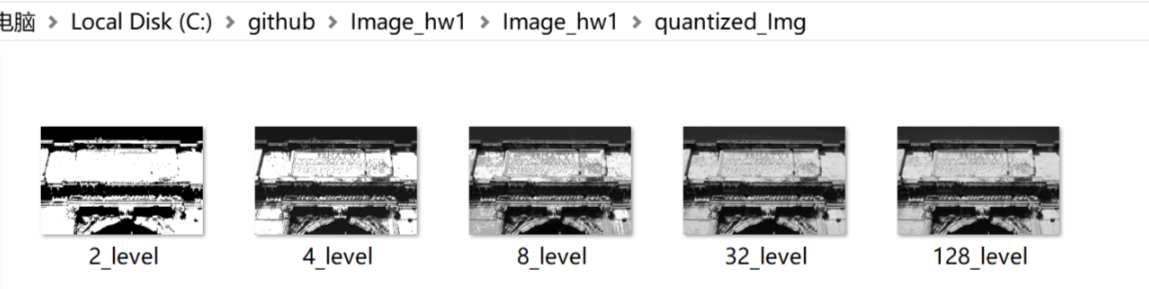 电脑 > Local Disk (C:) > github > Image_hw1 > Image_hw1 > quantized_Img
2_level 4_level 8_level 32_level 128_level